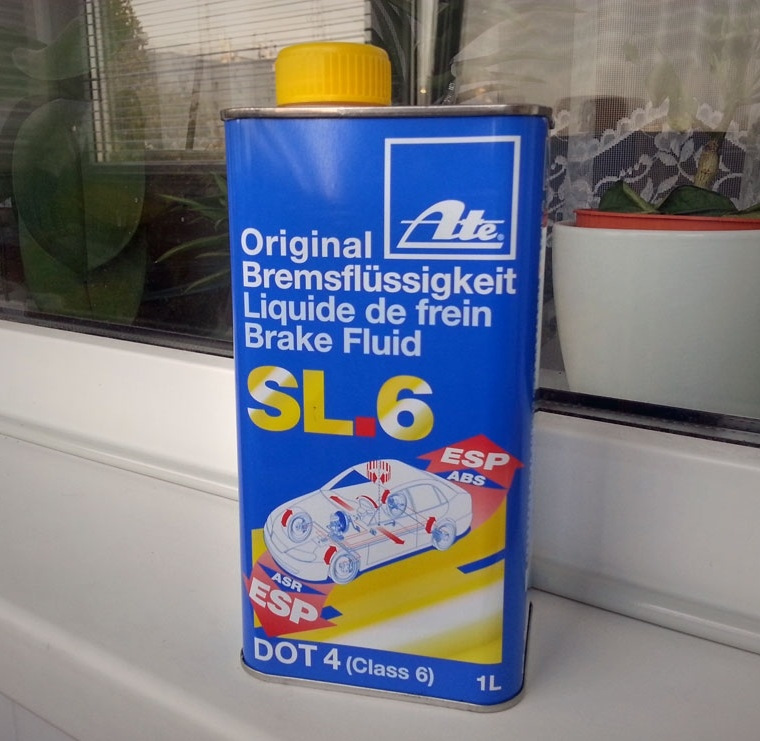 Ate®
Original
Bremsflüssigkeit
Liquide de frein
Brake Fluid
SL.6
ESP
ABS
ASR
ESP
DOT 4 (Class 6)
1L